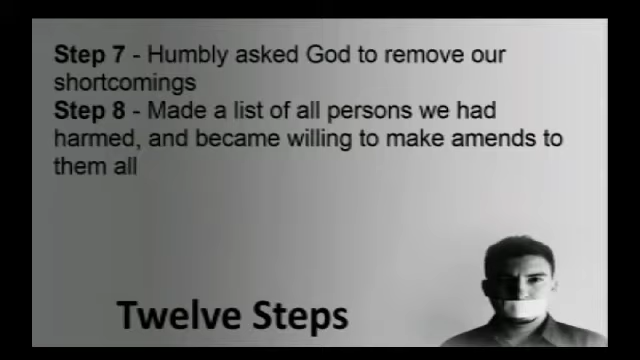 Step 7 - Humbly asked God to remove our
shortcomings
Step 8 - Made a list of all persons we had
harmed, and became willing to make amends to
them all
Twelve Steps